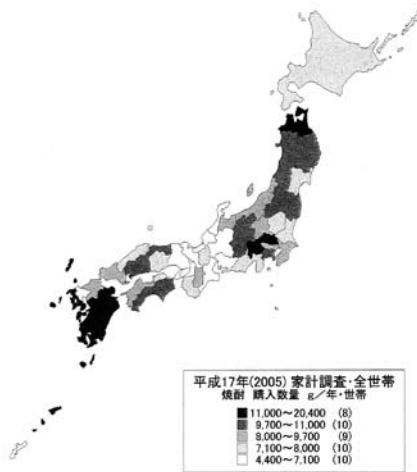 平成17年(2005) 家計調査・全世帯
焼酎 購入数量 g/年・世帯
11,000～20,400 (8)
9,700～11,000 (10)
8,000～9,700 (9)
7,100～8,000 (10)
4,400～7,100 (10)